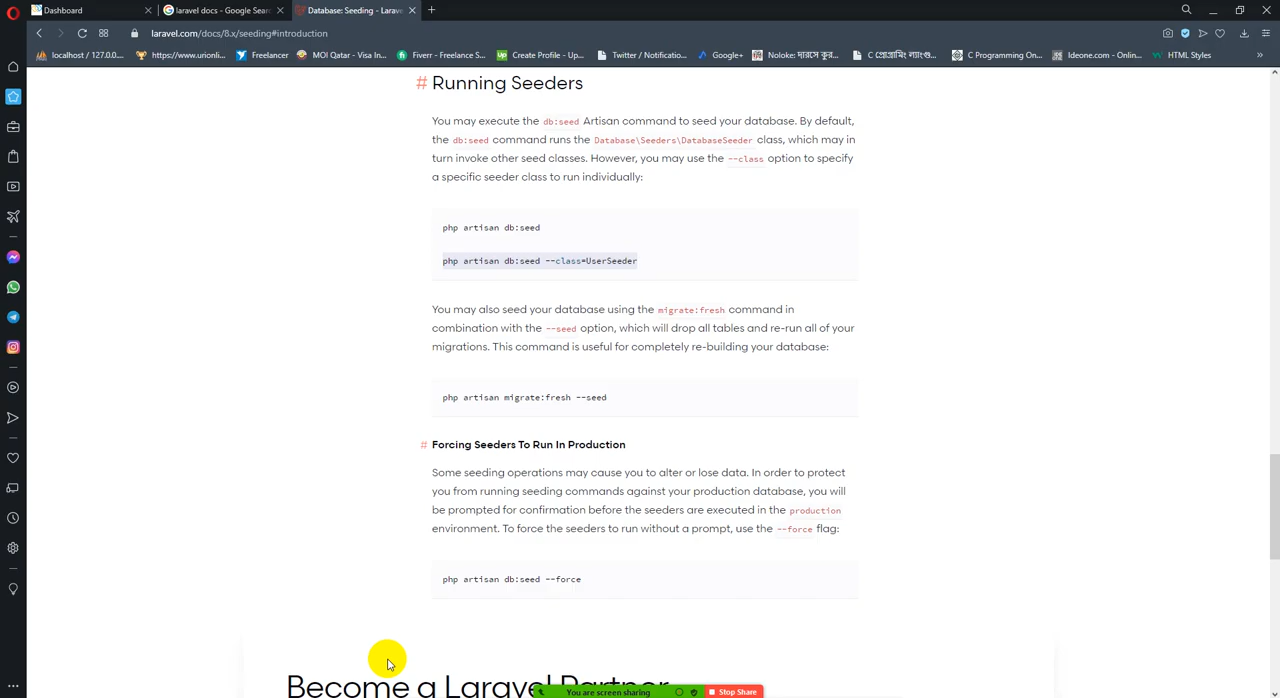 Dashboard
laravel docs - Google Sear
Database: Seeding - Larave
laravel.com/docs/8.x/seeding#introduction
localhost / 127.0.0....
https://www.urionlin...
Freelancer
MOI Qatar - Visa In...
Fiverr - Freelance S...
Create Profile - Up...
Twitter / Notificatio...
Google+
Noloke: দারসে কুর...
C প্রোগ্রামিং ল্যাংগু...
C Programming On...
Ideone.com - Onlin...
HTML Styles
# Running Seeders
You may execute the db:seed Artisan command to seed your database. By default,
the db:seed command runs the Database\Seeders\DatabaseSeeder class, which may in
turn invoke other seed classes. However, you may use the --class option to specify
a specific seeder class to run individually:
php artisan db:seed
php artisan db:seed --class=UserSeeder
You may also seed your database using the migrate:fresh command in
combination with the --seed option, which will drop all tables and re-run all of your
migrations. This command is useful for completely re-building your database:
php artisan migrate:fresh --seed
# Forcing Seeders To Run In Production
Some seeding operations may cause you to alter or lose data. In order to protect
you from running seeding commands against your production database, you will
be prompted for confirmation before the seeders are executed in the production
environment. To force the seeders to run without a prompt, use the --force flag:
php artisan db:seed --force
Become a Laravel Partner
You are screen sharing
Stop Share